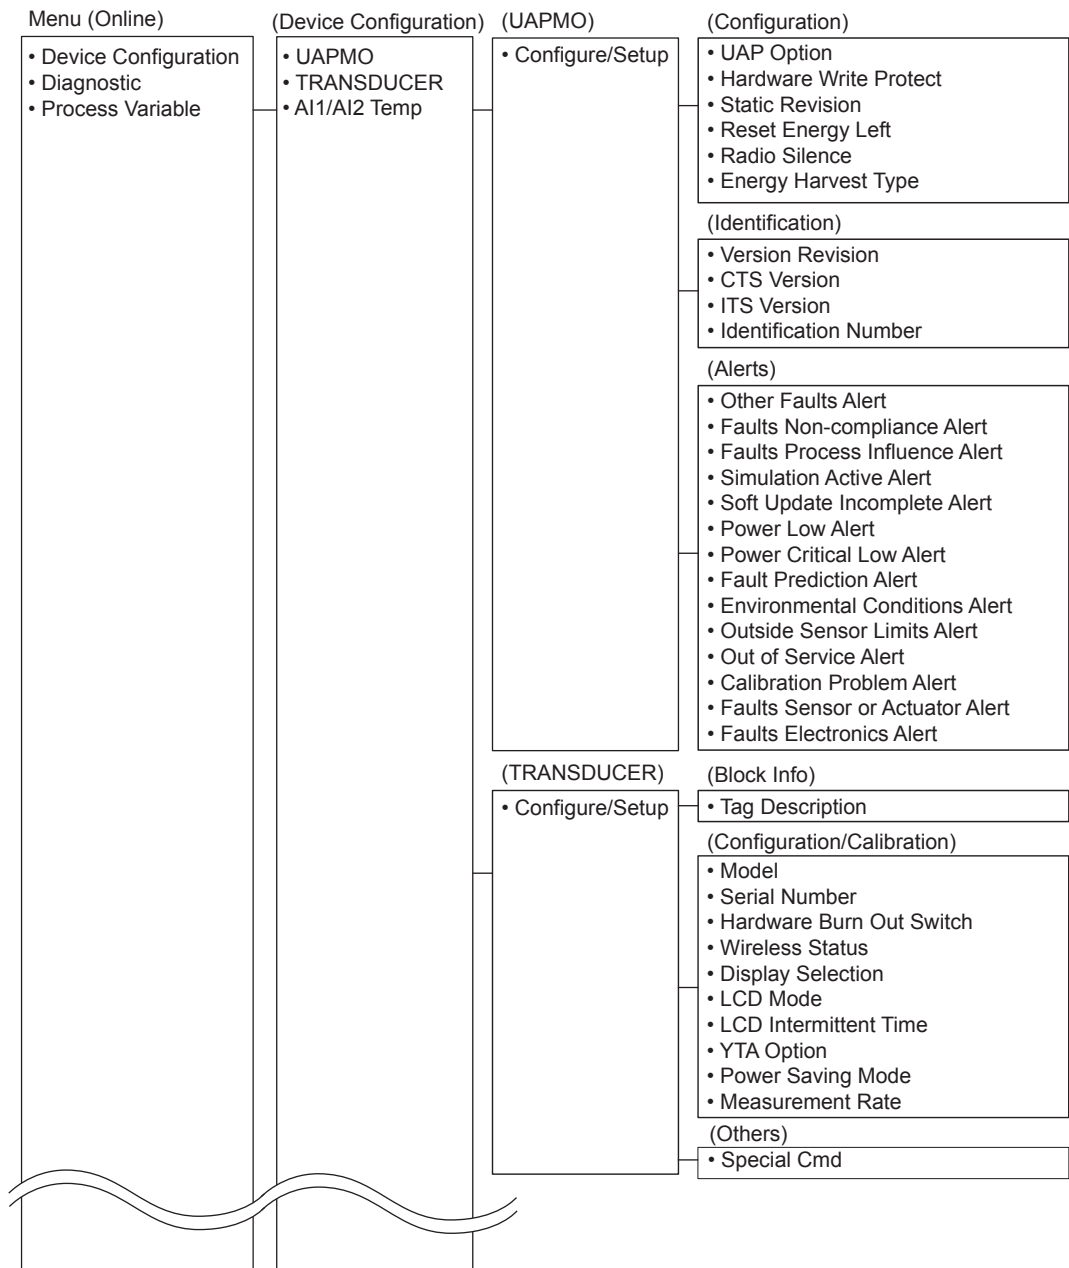 Menu (Online)
• Device Configuration
• Diagnostic
• Process Variable
(Device Configuration)
• UAPMO
• TRANSDUCER
• AI1/AI2 Temp
(UAPMO)
• Configure/Setup
(Configuration)
• UAP Option
• Hardware Write Protect
• Static Revision
• Reset Energy Left
• Radio Silence
• Energy Harvest Type
(Identification)
• Version Revision
• CTS Version
• ITS Version
• Identification Number
(Alerts)
• Other Faults Alert
• Faults Non-compliance Alert
• Faults Process Influence Alert
• Simulation Active Alert
• Soft Update Incomplete Alert
• Power Low Alert
• Power Critical Low Alert
• Fault Prediction Alert
• Environmental Conditions Alert
• Outside Sensor Limits Alert
• Out of Service Alert
• Calibration Problem Alert
• Faults Sensor or Actuator Alert
• Faults Electronics Alert
(TRANSDUCER)
• Configure/Setup
(Block Info)
• Tag Description
(Configuration/Calibration)
• Model
• Serial Number
• Hardware Burn Out Switch
• Wireless Status
• Display Selection
• LCD Mode
• LCD Intermittent Time
• YTA Option
• Power Saving Mode
• Measurement Rate
(Others)
• Special Cmd